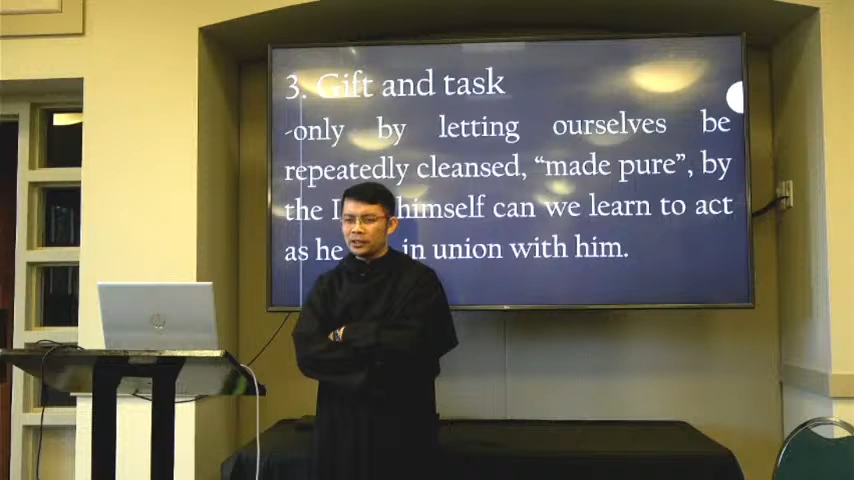 3. Gift and task
-only by letting ourselves be
repeatedly cleansed, “made pure”, by
the himself can we learn to act
as he in union with him.